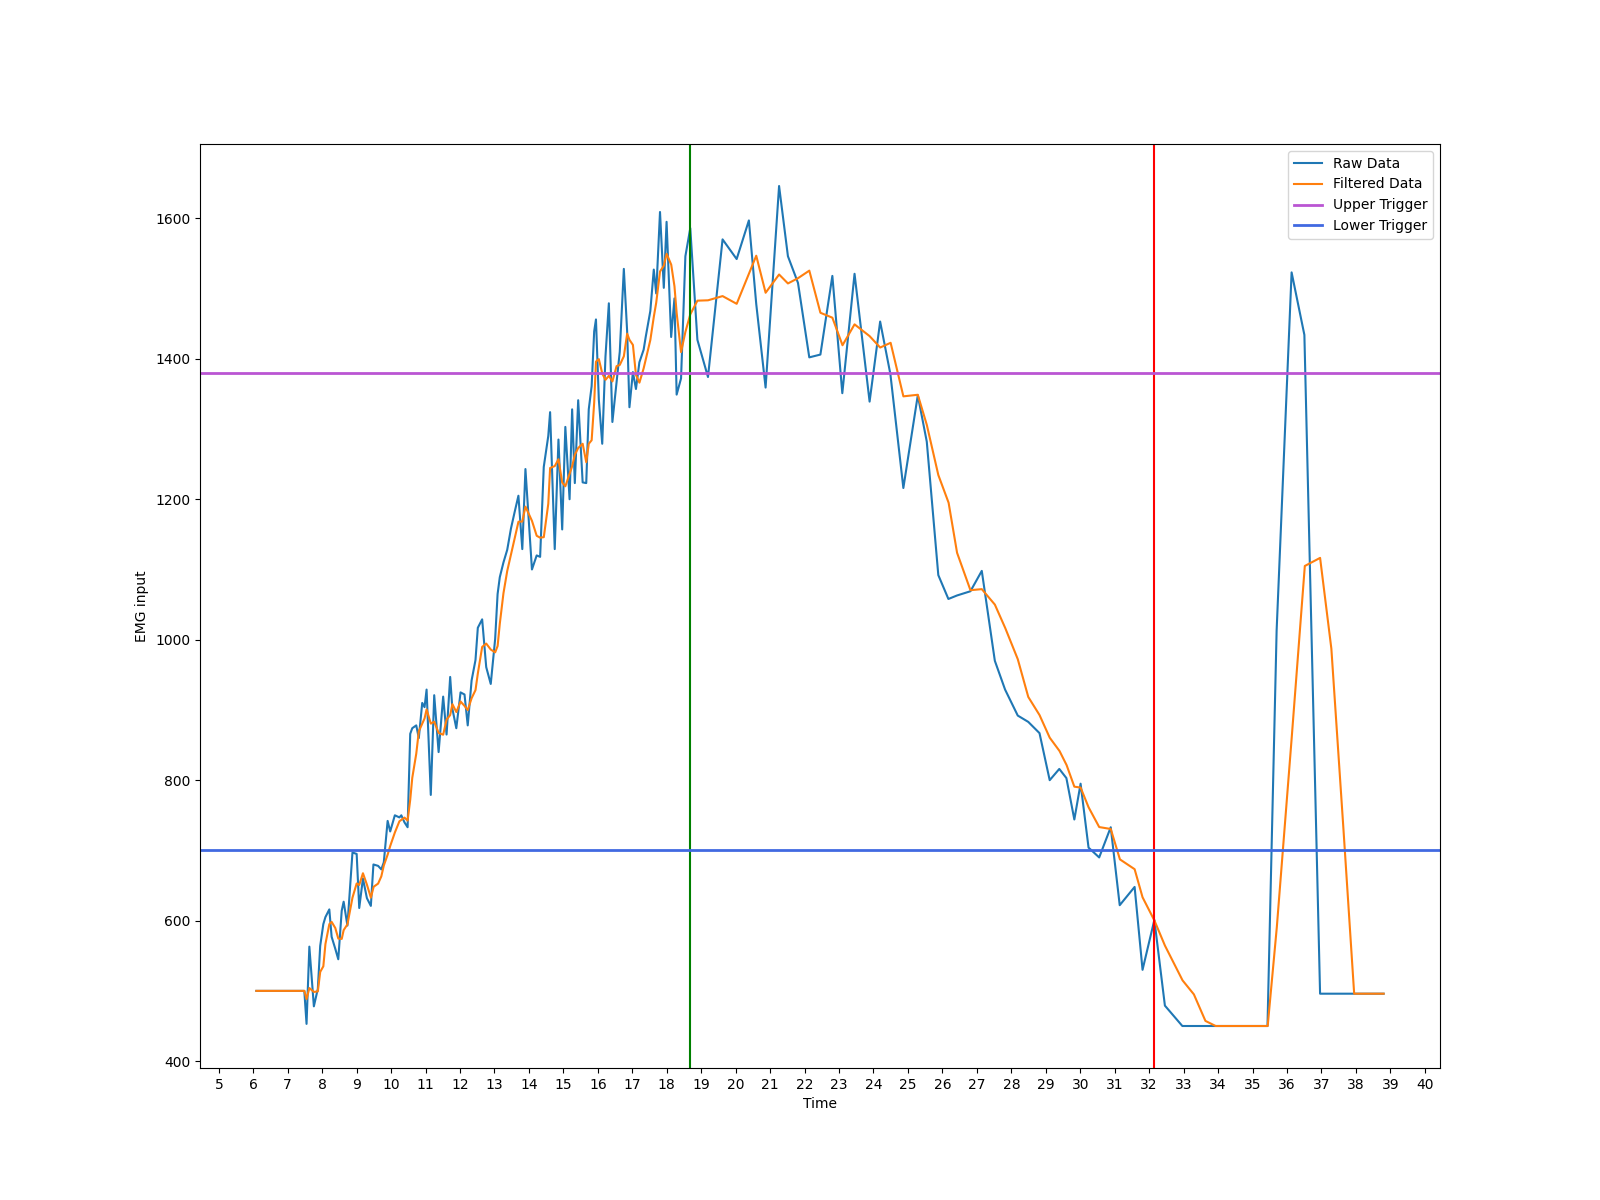 Raw Data
Filtered Data
Upper Trigger
Lower Trigger
1600
1400
1200
1000
800
600
400
EMG input
5 6 7 8 9 10 11 12 13 14 15 16 17 18 19 20 21 22 23 24 25 26 27 28 29 30 31 32 33 34 35 36 37 38 39 40
Time